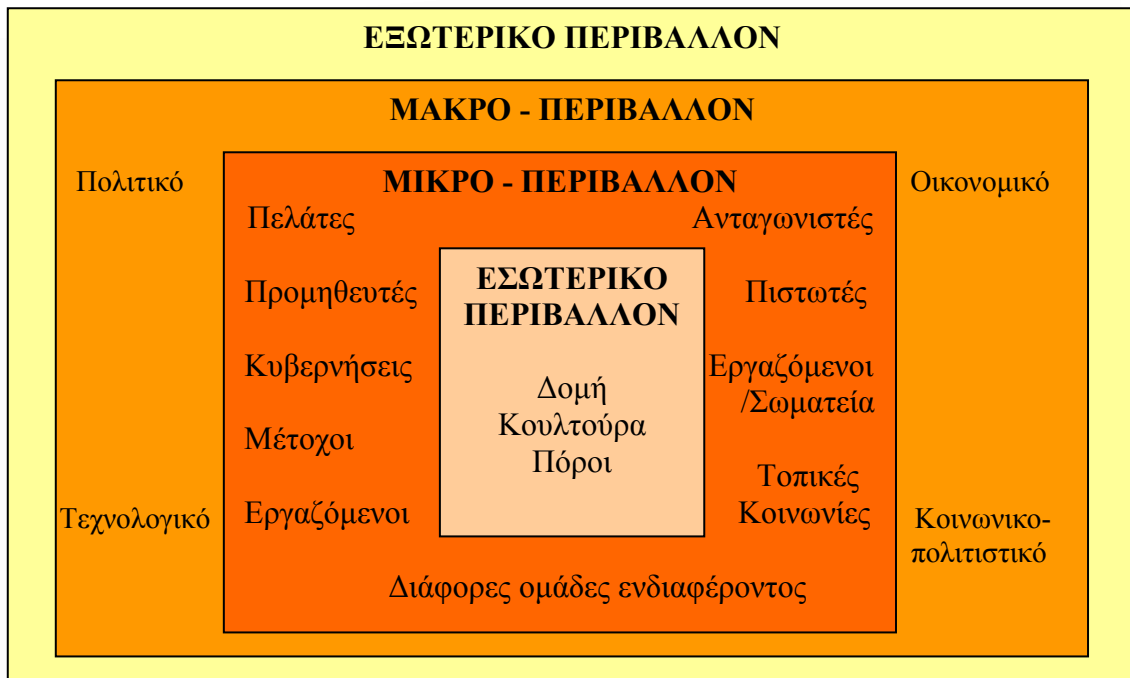 ΕΞΩΤΕΡΙΚΟ ΠΕΡΙΒΑΛΛΟΝ
ΜΑΚΡΟ - ΠΕΡΙΒΑΛΛΟΝ
Πολιτικό
Οικονομικό
ΜΙΚΡΟ - ΠΕΡΙΒΑΛΛΟΝ
Πελάτες
Ανταγωνιστές
Προμηθευτές
Πιστωτές
Κυβερνήσεις
Εργαζόμενοι
/Σωματεία
Μέτοχοι
Τοπικές
Κοινωνίες
Εργαζόμενοι
Διάφορες ομάδες ενδιαφέροντος
ΕΣΩΤΕΡΙΚΟ
ΠΕΡΙΒΑΛΛΟΝ
Δομή
Κουλτούρα
Πόροι
Τεχνολογικό
Κοινωνικο-
πολιτιστικό